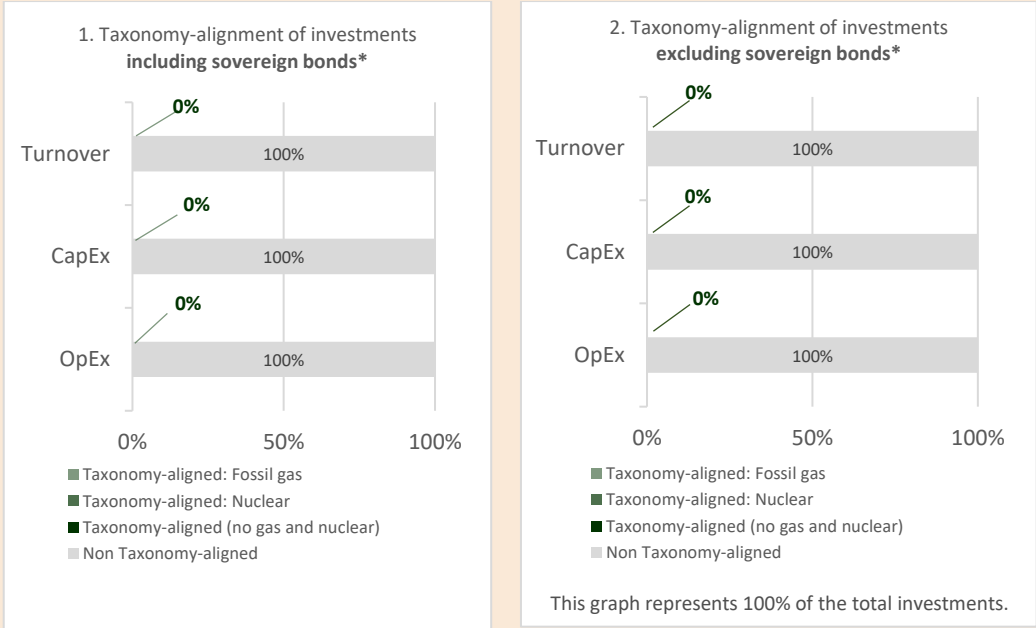 1. Taxonomy-alignment of investments
including sovereign bonds*
0%
Turnover
100%
0%
CapEx
100%
0%
OpEx
100%
0%
50%
100%
Taxonomy-aligned: Fossil gas
Taxonomy-aligned: Nuclear
Taxonomy-aligned (no gas and nuclear)
Non Taxonomy-aligned
2. Taxonomy-alignment of investments
excluding sovereign bonds*
0%
Turnover
100%
0%
CapEx
100%
0%
OpEx
100%
0%
50%
100%
Taxonomy-aligned: Fossil gas
Taxonomy-aligned: Nuclear
Taxonomy-aligned (no gas and nuclear)
Non Taxonomy-aligned
This graph represents 100% of the total investments.